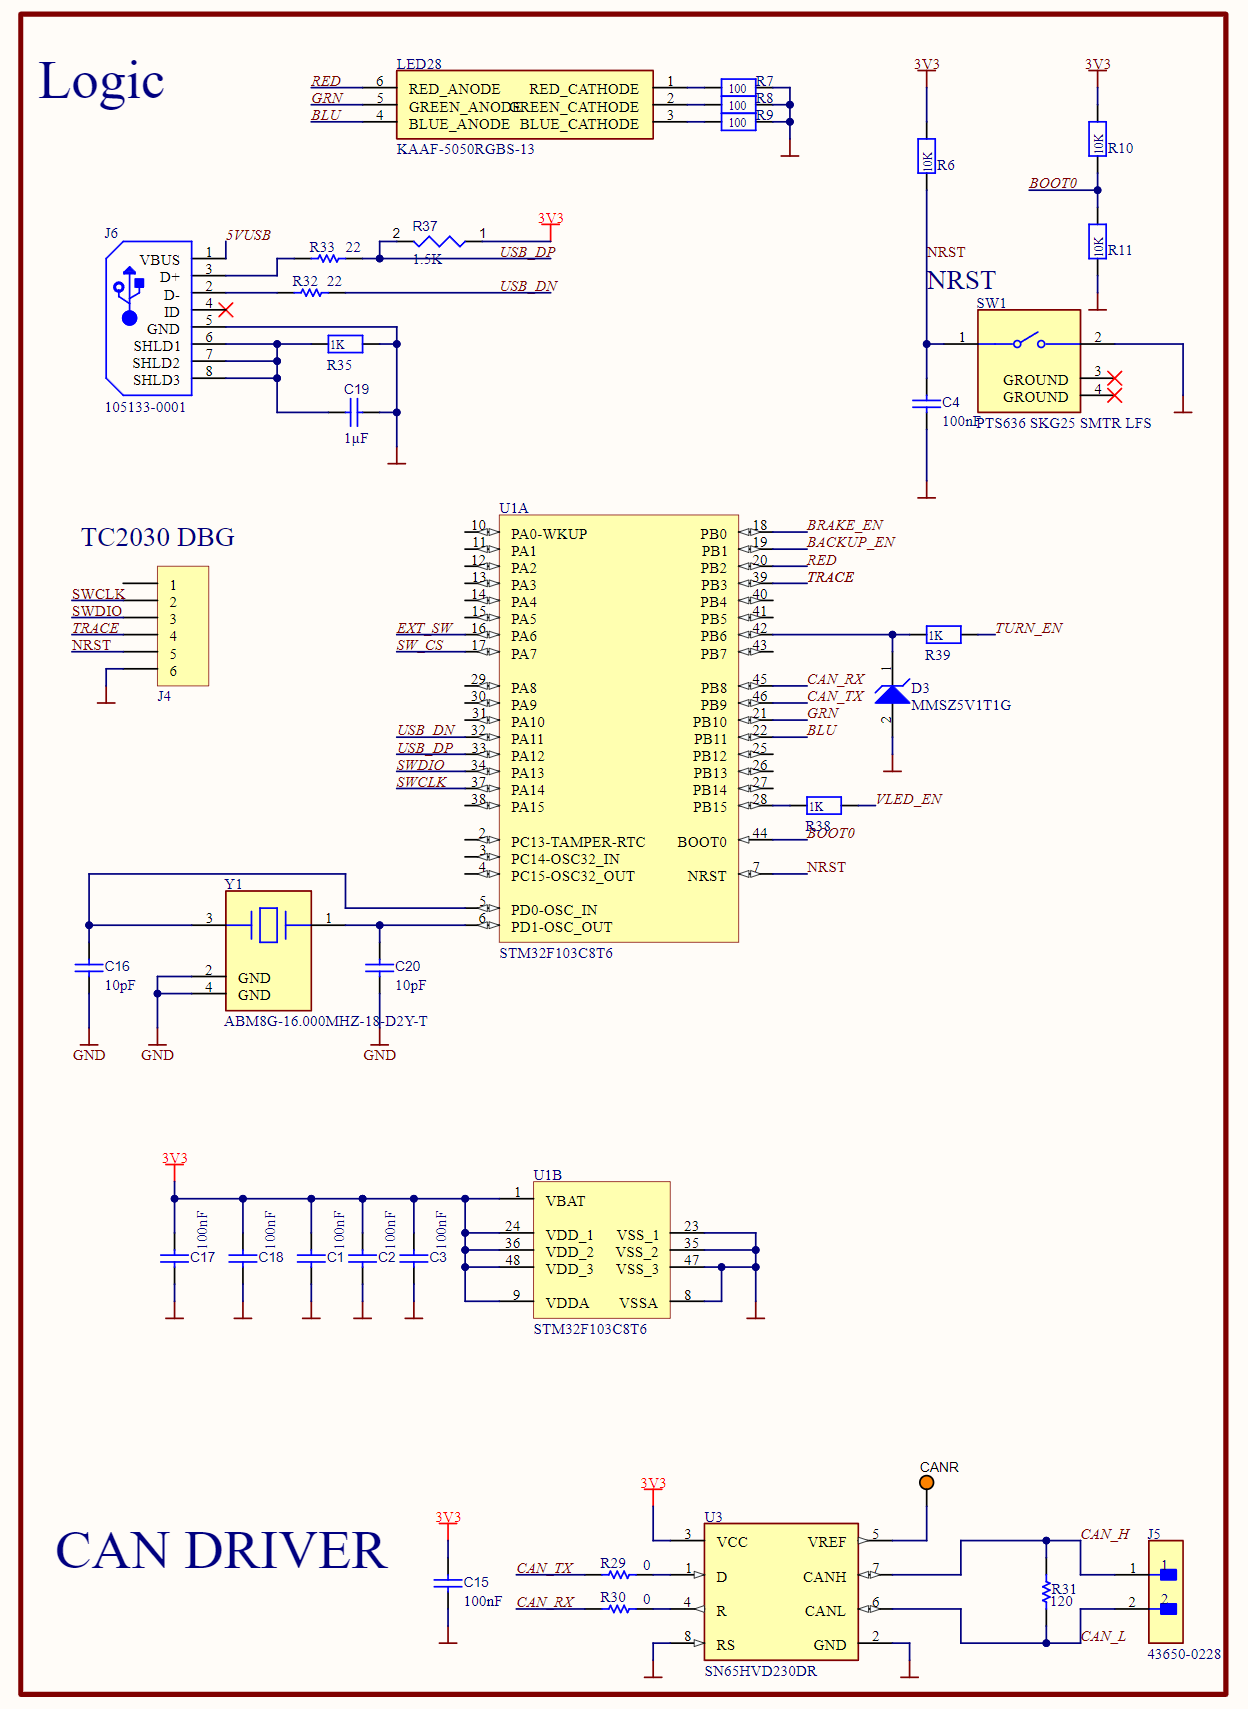 Logic
LED28
RED 6 RED_ANODE RED_CATHODE 1 100 R7
GRN 5 GREEN_ANODE GREEN_CATHODE 2 100 R8
BLU 4 BLUE_ANODE BLUE_CATHODE 3 100 R9
KAAF-5050RGBS-13
3V3
10K
R6
NRST
NRST
3V3
10K
R10
BOOT0
10K
R11
SW1
1 2
GROUND 3
GROUND 4
PTS636 SKG25 SMTR LFS
C4
100nF
J6
5VUSB
VBUS 1
D+ 3
D- 2
ID 4
GND 5
SHLD1 6
SHLD2 7
SHLD3 8
105133-0001
R33 22
R32 22
2 R37 1
1.5K
3V3
USB_DP
USB_DN
1K
R35
C19
1µF
TC2030 DBG
1
SWCLK 2
SWDIO 3
TRACE 4
NRST 5
6
J4
U1A
10 PA0-WKUP PB0 18 BRAKE_EN
11 PA1 PB1 19 BACKUP_EN
12 PA2 PB2 20 RED
13 PA3 PB3 39 TRACE
14 PA4 PB4 40
15 PA5 PB5 41
EXT_SW 16 PA6 PB6 42
SW_CS 17 PA7 PB7 43
29 PA8 PB8 45 CAN_RX
30 PA9 PB9 46 CAN_TX
31 PA10 PB10 21 GRN
USB_DN 32 PA11 PB11 22 BLU
USB_DP 33 PA12 PB12 25
SWDIO 34 PA13 PB13 26
SWCLK 37 PA14 PB14 27
38 PA15 PB15 28
2 PC13-TAMPER-RTC BOOT0 44 BOOT0
3 PC14-OSC32_IN
4 PC15-OSC32_OUT NRST 7 NRST
5 PD0-OSC_IN
6 PD1-OSC_OUT
STM32F103C8T6
1K
R39
TURN_EN
1
D3
MMSZ5V1T1G
2
1K
R38
VLED_EN
Y1
3 1
2 GND
4 GND
ABM8G-16.000MHZ-18-D2Y-T
C16
10pF
C20
10pF
GND GND GND
3V3
100nF 100nF 100nF 100nF 100nF
C17 C18 C1 C2 C3
U1B
1 VBAT
24 VDD_1 VSS_1 23
36 VDD_2 VSS_2 35
48 VDD_3 VSS_3 47
9 VDDA VSSA 8
STM32F103C8T6
CAN DRIVER
3V3
C15
100nF
3V3
CANR
U3
3 VCC VREF 5
CAN_TX R29 0 1 D CANH 7
CAN_RX R30 0 4 R CANL 6
8 RS GND 2
SN65HVD230DR
R31
120
CAN_H
CAN_L
J5
1 1
2 2
43650-0228